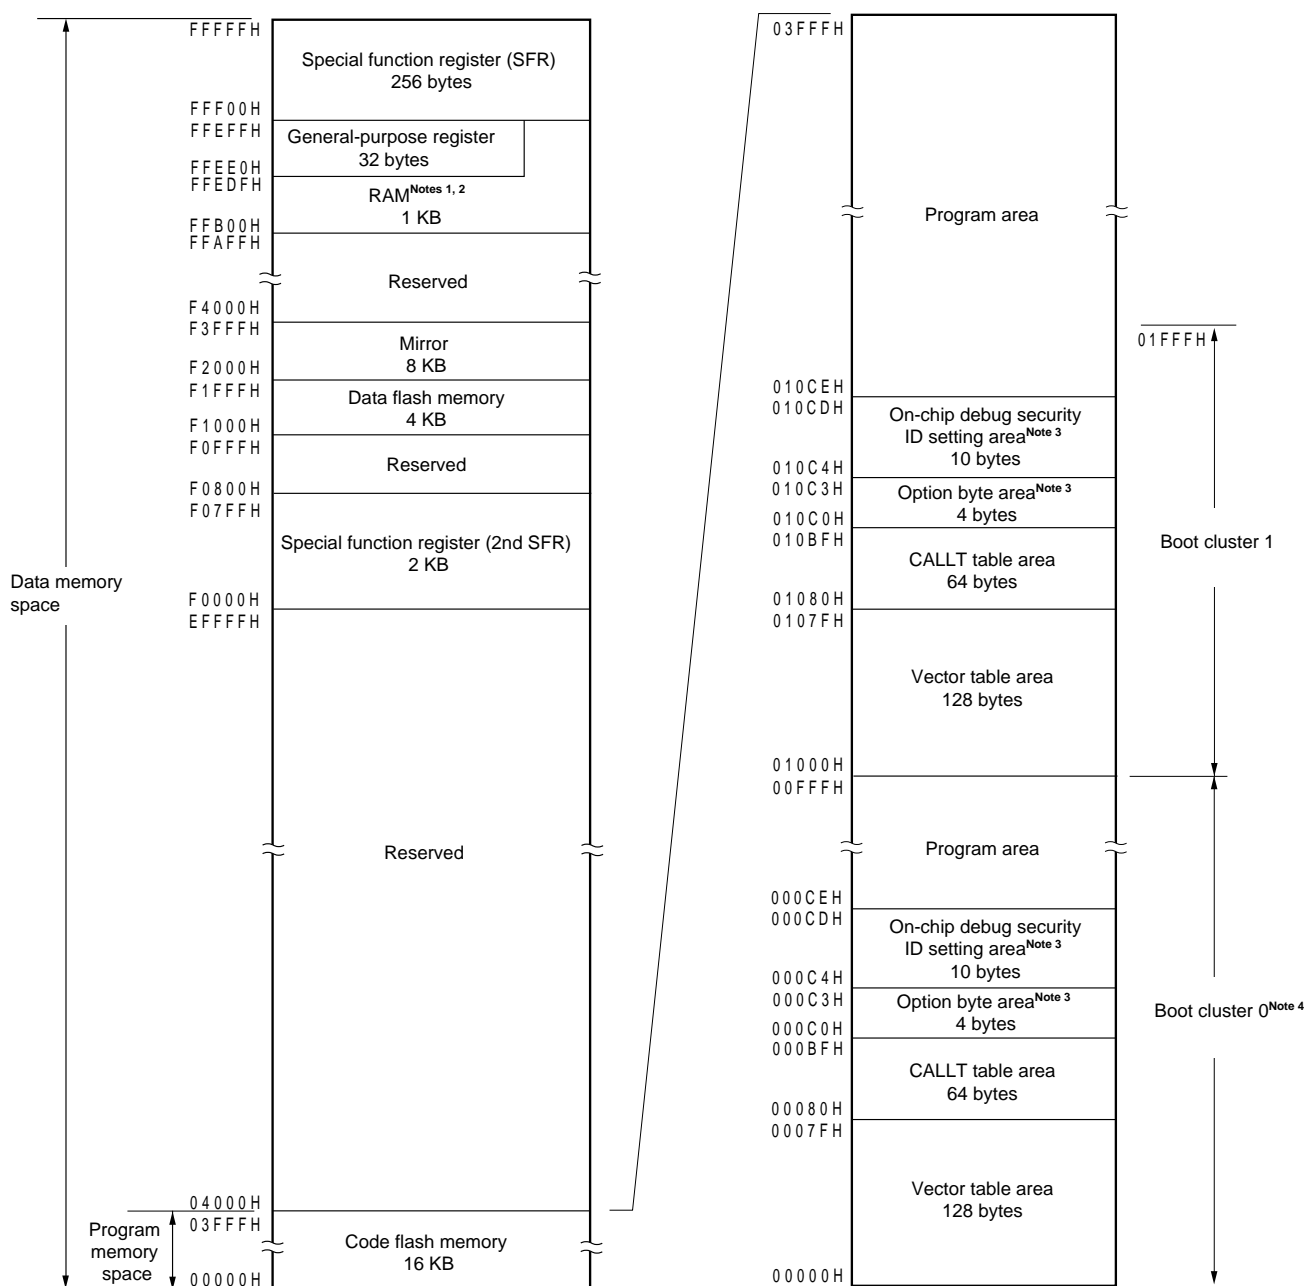 FFFFFH
Special function register (SFR)
256 bytes
FFF00H
FFEFFH
General-purpose register
32 bytes
FFEE0H
FFEDFH
RAMNotes 1, 2
1 KB
FFB00H
FFAFFH
Reserved
F4000H
F3FFFH
Mirror
8 KB
F2000H
F1FFFH
Data flash memory
4 KB
F1000H
F0FFFH
Reserved
F0800H
F07FFH
Special function register (2nd SFR)
2 KB
F0000H
EFFFFH
Data memory
space
Reserved
04000H
03FFFH
Program
memory
space
Code flash memory
16 KB
00000H
03FFFH
Program area
01FFFH
010CEH
010CDH
On-chip debug security
ID setting areaNote 3
10 bytes
010C4H
010C3H
Option byte areaNote 3
4 bytes
010C0H
010BFH
CALLT table area
64 bytes
Boot cluster 1
01080H
0107FH
Vector table area
128 bytes
01000H
00FFFH
Program area
000CEH
000CDH
On-chip debug security
ID setting areaNote 3
10 bytes
000C4H
000C3H
Option byte areaNote 3
4 bytes
Boot cluster 0Note 4
000C0H
000BFH
CALLT table area
64 bytes
00080H
0007FH
Vector table area
128 bytes
00000H